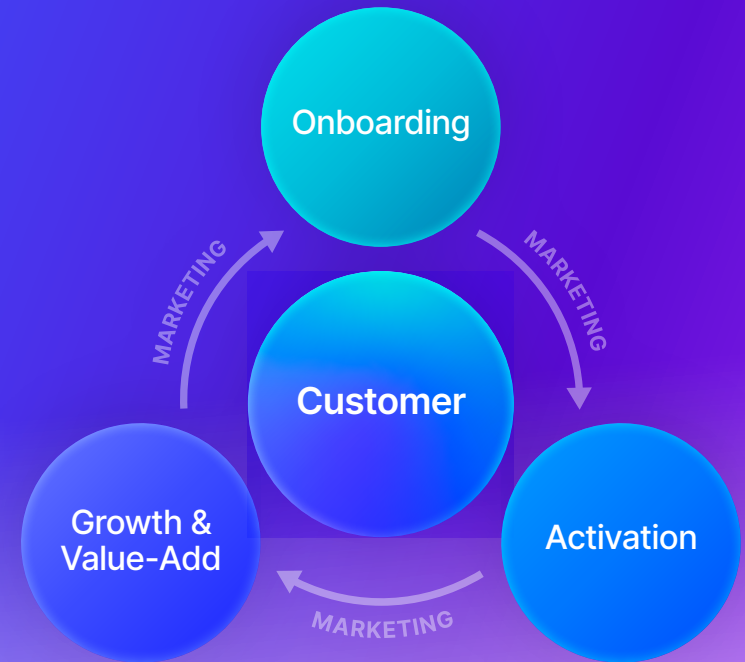 Onboarding
MARKETING
MARKETING
Customer
Growth &
Value-Add
Activation
MARKETING